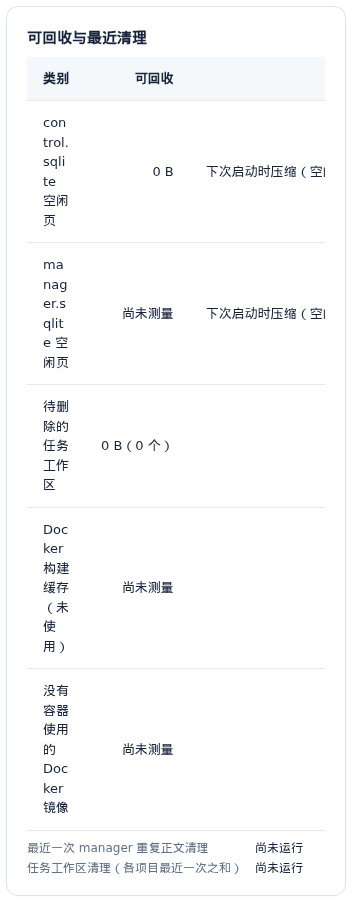 可回收与最近清理
类别 可回收
con
trol.
sqli
te
空闲
页
0 B 下次启动时压缩（空
ma
nag
er.s
qlit
e 空
闲页
尚未测量 下次启动时压缩（空
待删
除的
任务
工作
区
0 B（0 个）
Doc
ker
构建
缓存
（未
使
用）
尚未测量
没有
容器
使用
的
Doc
ker
镜像
尚未测量
最近一次 manager 重复正文清理 尚未运行
任务工作区清理（各项目最近一次之和） 尚未运行